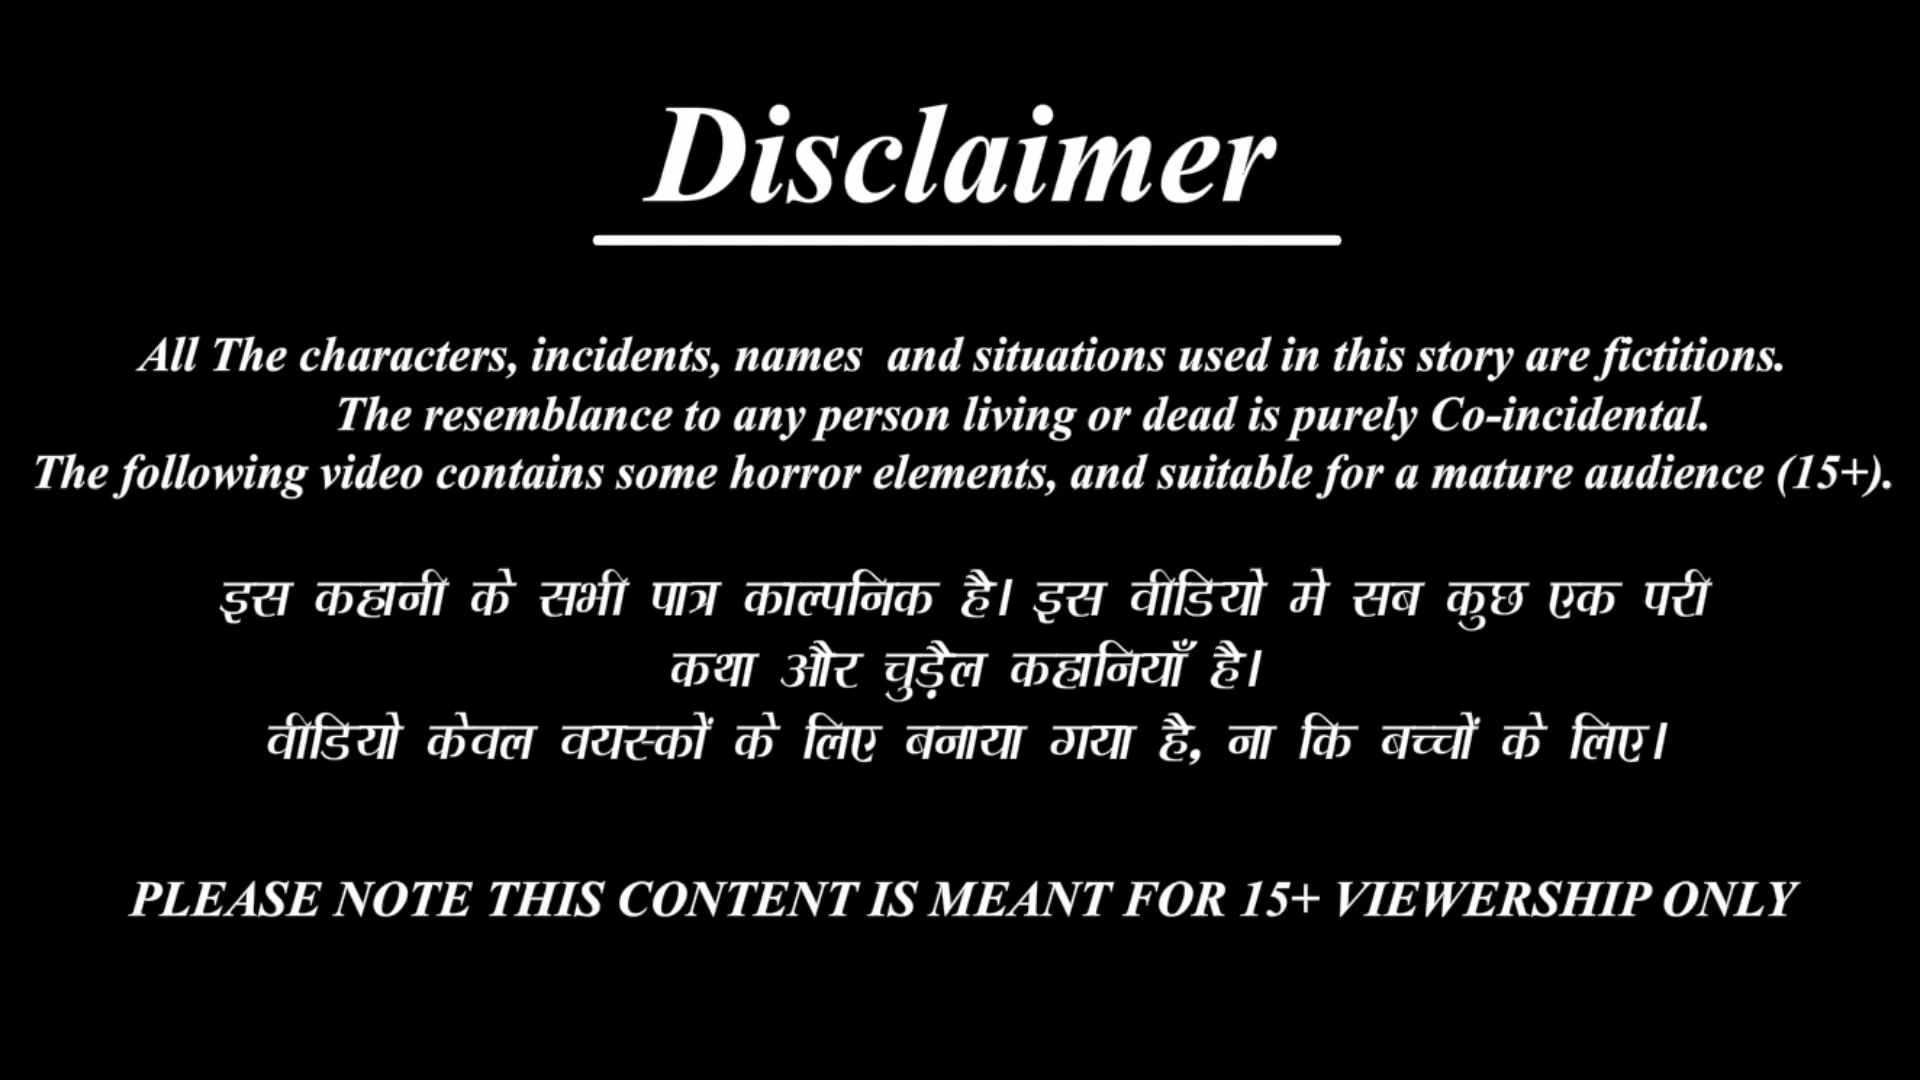 Disclaimer
All The characters, incidents, names and situations used in this story are fictitions.
The resemblance to any person living or dead is purely Co-incidental.
The following video contains some horror elements, and suitable for a mature audience (15+).
इस कहानी के सभी पात्र काल्पनिक है। इस वीडियो मे सब कुछ एक परी
कथा और चुड़ैल कहानियाँ है।
वीडियो केवल वयस्कों के लिए बनाया गया है, ना कि बच्चों के लिए।
PLEASE NOTE THIS CONTENT IS MEANT FOR 15+ VIEWERSHIP ONLY